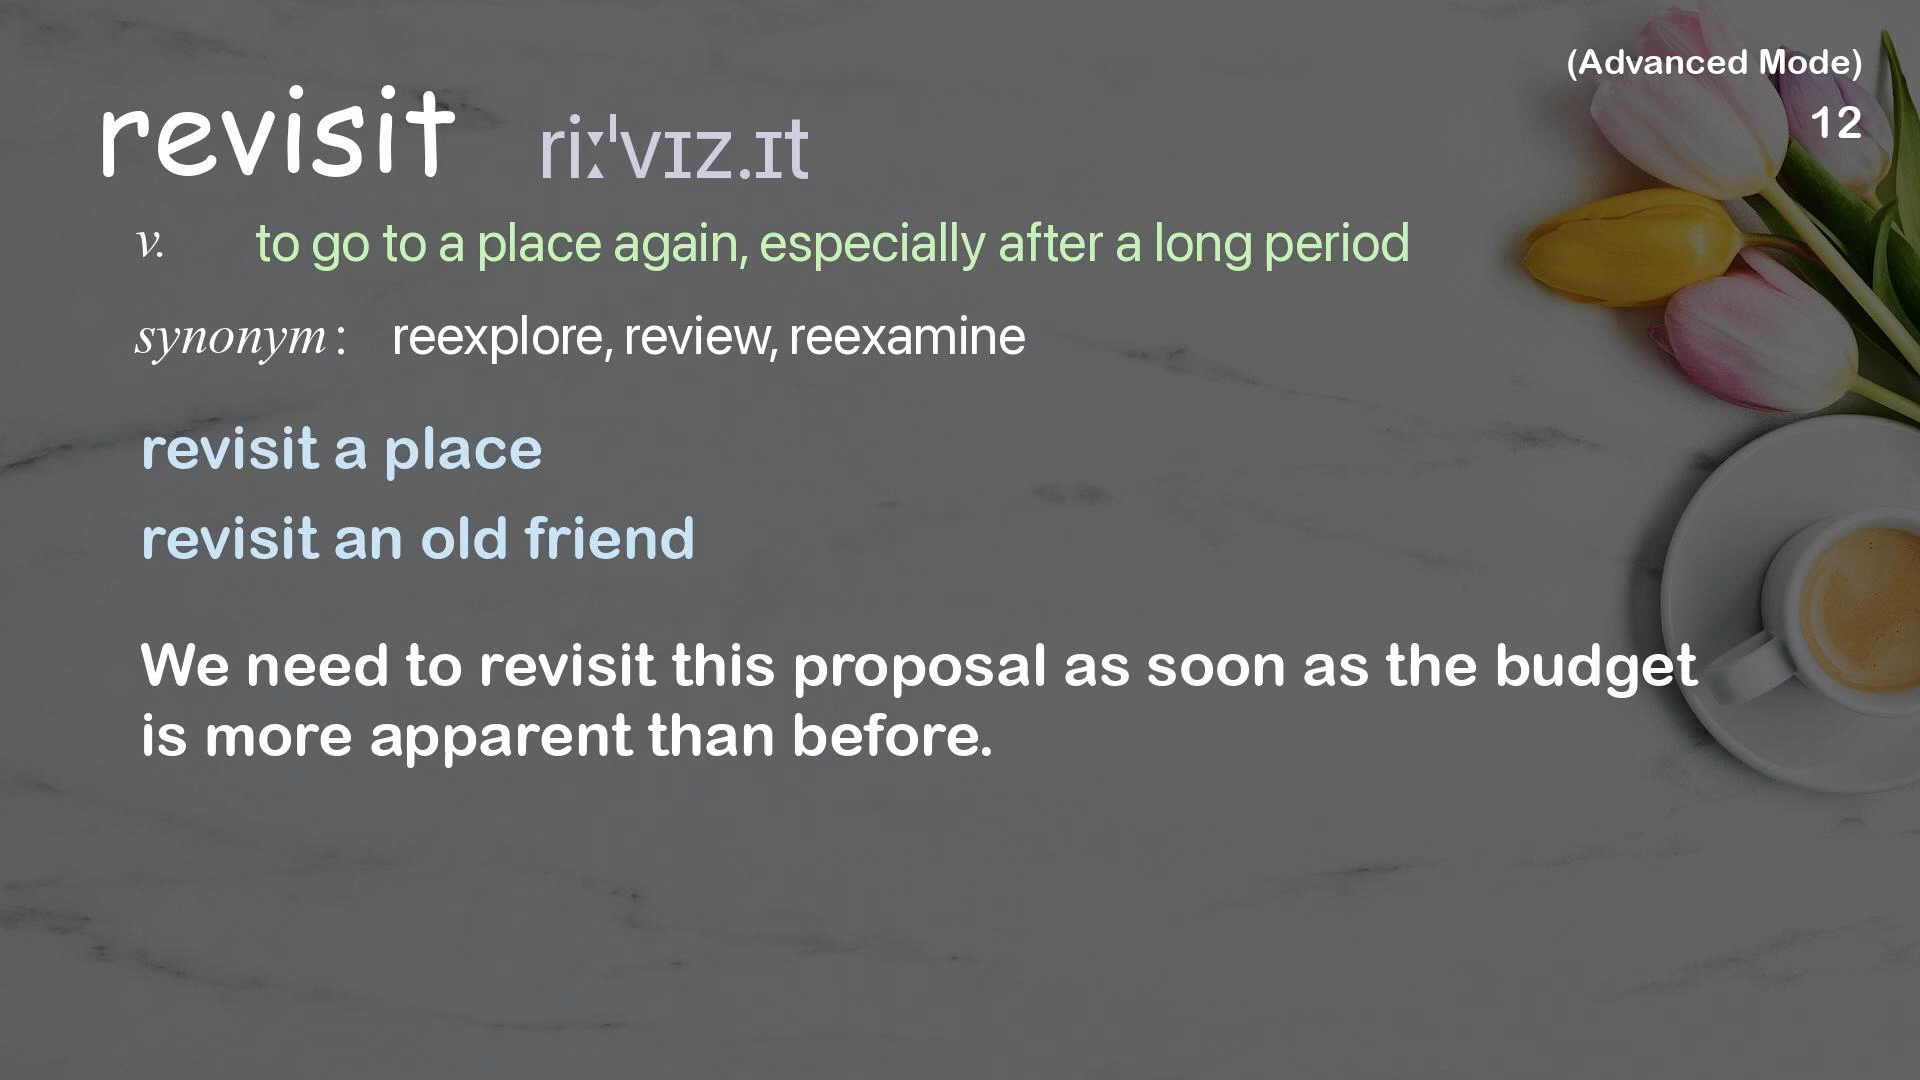 (Advanced Mode)
12
revisit riːˈvɪz.ɪt
v. to go to a place again, especially after a long period
synonym : reexplore, review, reexamine
revisit a place
revisit an old friend
We need to revisit this proposal as soon as the budget
is more apparent than before.